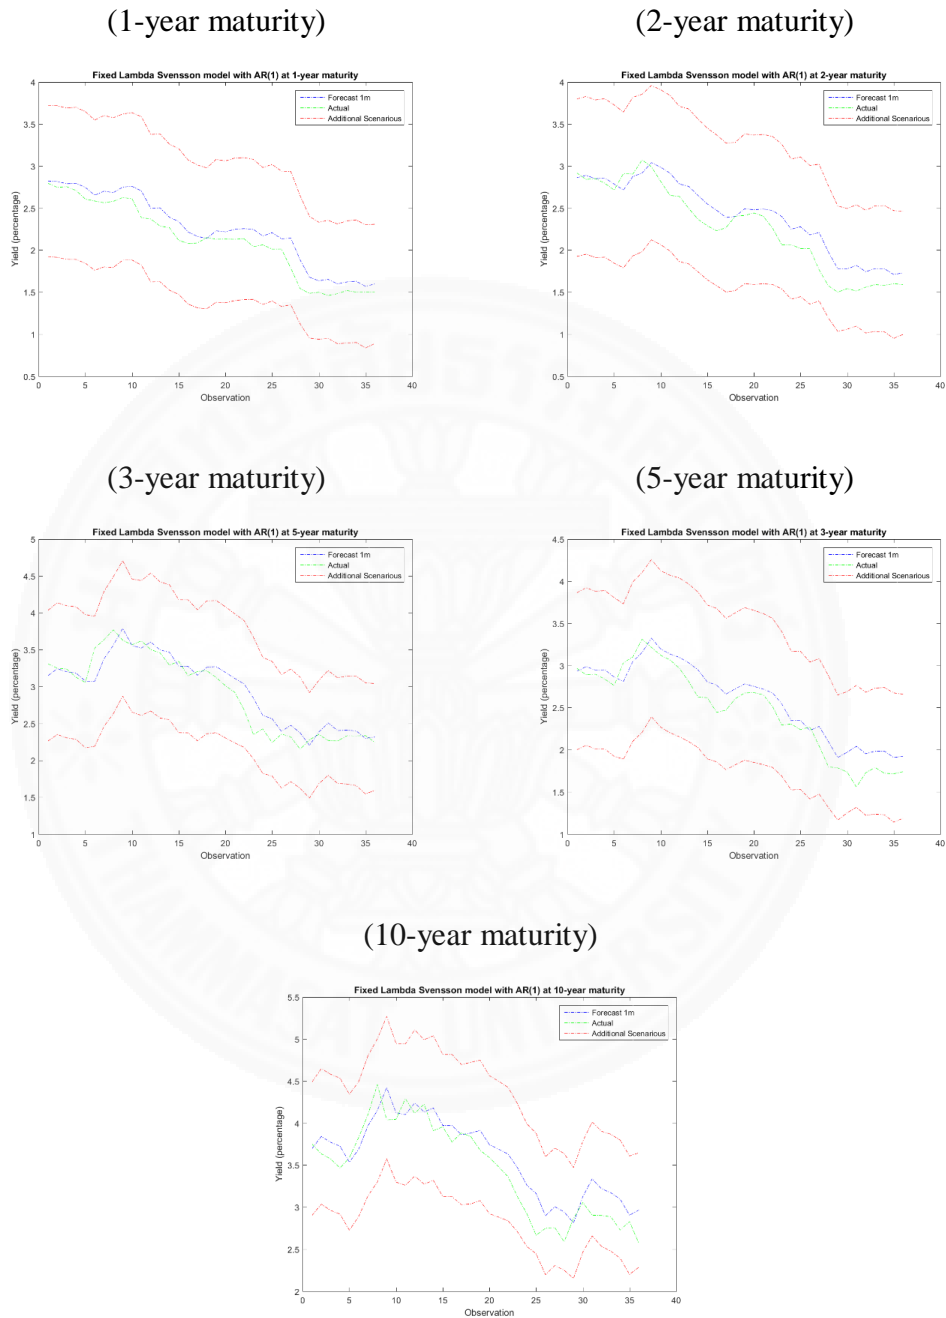 (1-year maturity)
(2-year maturity)
Fixed Lambda Svensson model with AR(1) at 1-year maturity
4
3.5
3
2.5
2
1.5
1
0.5
0
5
10
15
20
25
30
35
40
Yield (percentage)
Observation
Forecast 1m
Actual
Additional Scenarious
Fixed Lambda Svensson model with AR(1) at 2-year maturity
4
3.5
3
2.5
2
1.5
1
0.5
0
5
10
15
20
25
30
35
40
Yield (percentage)
Observation
Forecast 1m
Actual
Additional Scenarious
(3-year maturity)
(5-year maturity)
Fixed Lambda Svensson model with AR(1) at 5-year maturity
5
4.5
4
3.5
3
2.5
2
1.5
1
0
5
10
15
20
25
30
35
40
Yield (percentage)
Observation
Forecast 1m
Actual
Additional Scenarious
Fixed Lambda Svensson model with AR(1) at 3-year maturity
4.5
4
3.5
3
2.5
2
1.5
1
0
5
10
15
20
25
30
35
40
Yield (percentage)
Observation
Forecast 1m
Actual
Additional Scenarious
(10-year maturity)
Fixed Lambda Svensson model with AR(1) at 10-year maturity
5.5
5
4.5
4
3.5
3
2.5
2
0
5
10
15
20
25
30
35
40
Yield (percentage)
Observation
Forecast 1m
Actual
Additional Scenarious